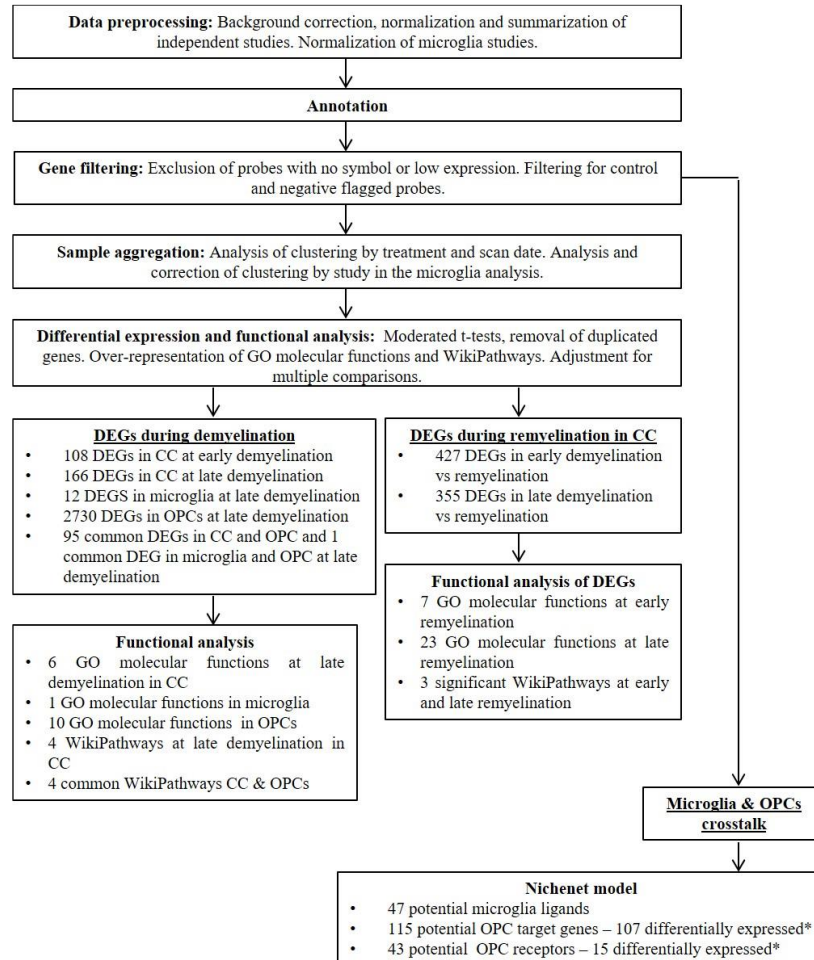 Data preprocessing: Background correction, normalization and summarization of
independent studies. Normalization of microglia studies.
Annotation
Gene filtering: Exclusion of probes with no symbol or low expression. Filtering for control
and negative flagged probes.
Sample aggregation: Analysis of clustering by treatment and scan date. Analysis and
correction of clustering by study in the microglia analysis.
Differential expression and functional analysis: Moderated t-tests, removal of duplicated
genes. Over-representation of GO molecular functions and WikiPathways. Adjustment for
multiple comparisons.
DEGs during demyelination
• 108 DEGs in CC at early demyelination
• 166 DEGs in CC at late demyelination
• 12 DEGS in microglia at late demyelination
• 2730 DEGs in OPCs at late demyelination
• 95 common DEGs in CC and OPC and 1
common DEG in microglia and OPC at late
demyelination
DEGs during remyelination in CC
• 427 DEGs in early demyelination
vs remyelination
• 355 DEGs in late demyelination
vs remyelination
Functional analysis of DEGs
• 7 GO molecular functions at early
remyelination
• 23 GO molecular functions at late
remyelination
• 3 significant WikiPathways at early
and late remyelination
Functional analysis
• 6 GO molecular functions at late
demyelination in CC
• 1 GO molecular functions in microglia
• 10 GO molecular functions in OPCs
• 4 WikiPathways at late demyelination in
CC
• 4 common WikiPathways CC & OPCs
Microglia & OPCs
crosstalk
Nichenet model
• 47 potential microglia ligands
• 115 potential OPC target genes – 107 differentially expressed*
• 43 potential OPC receptors – 15 differentially expressed*